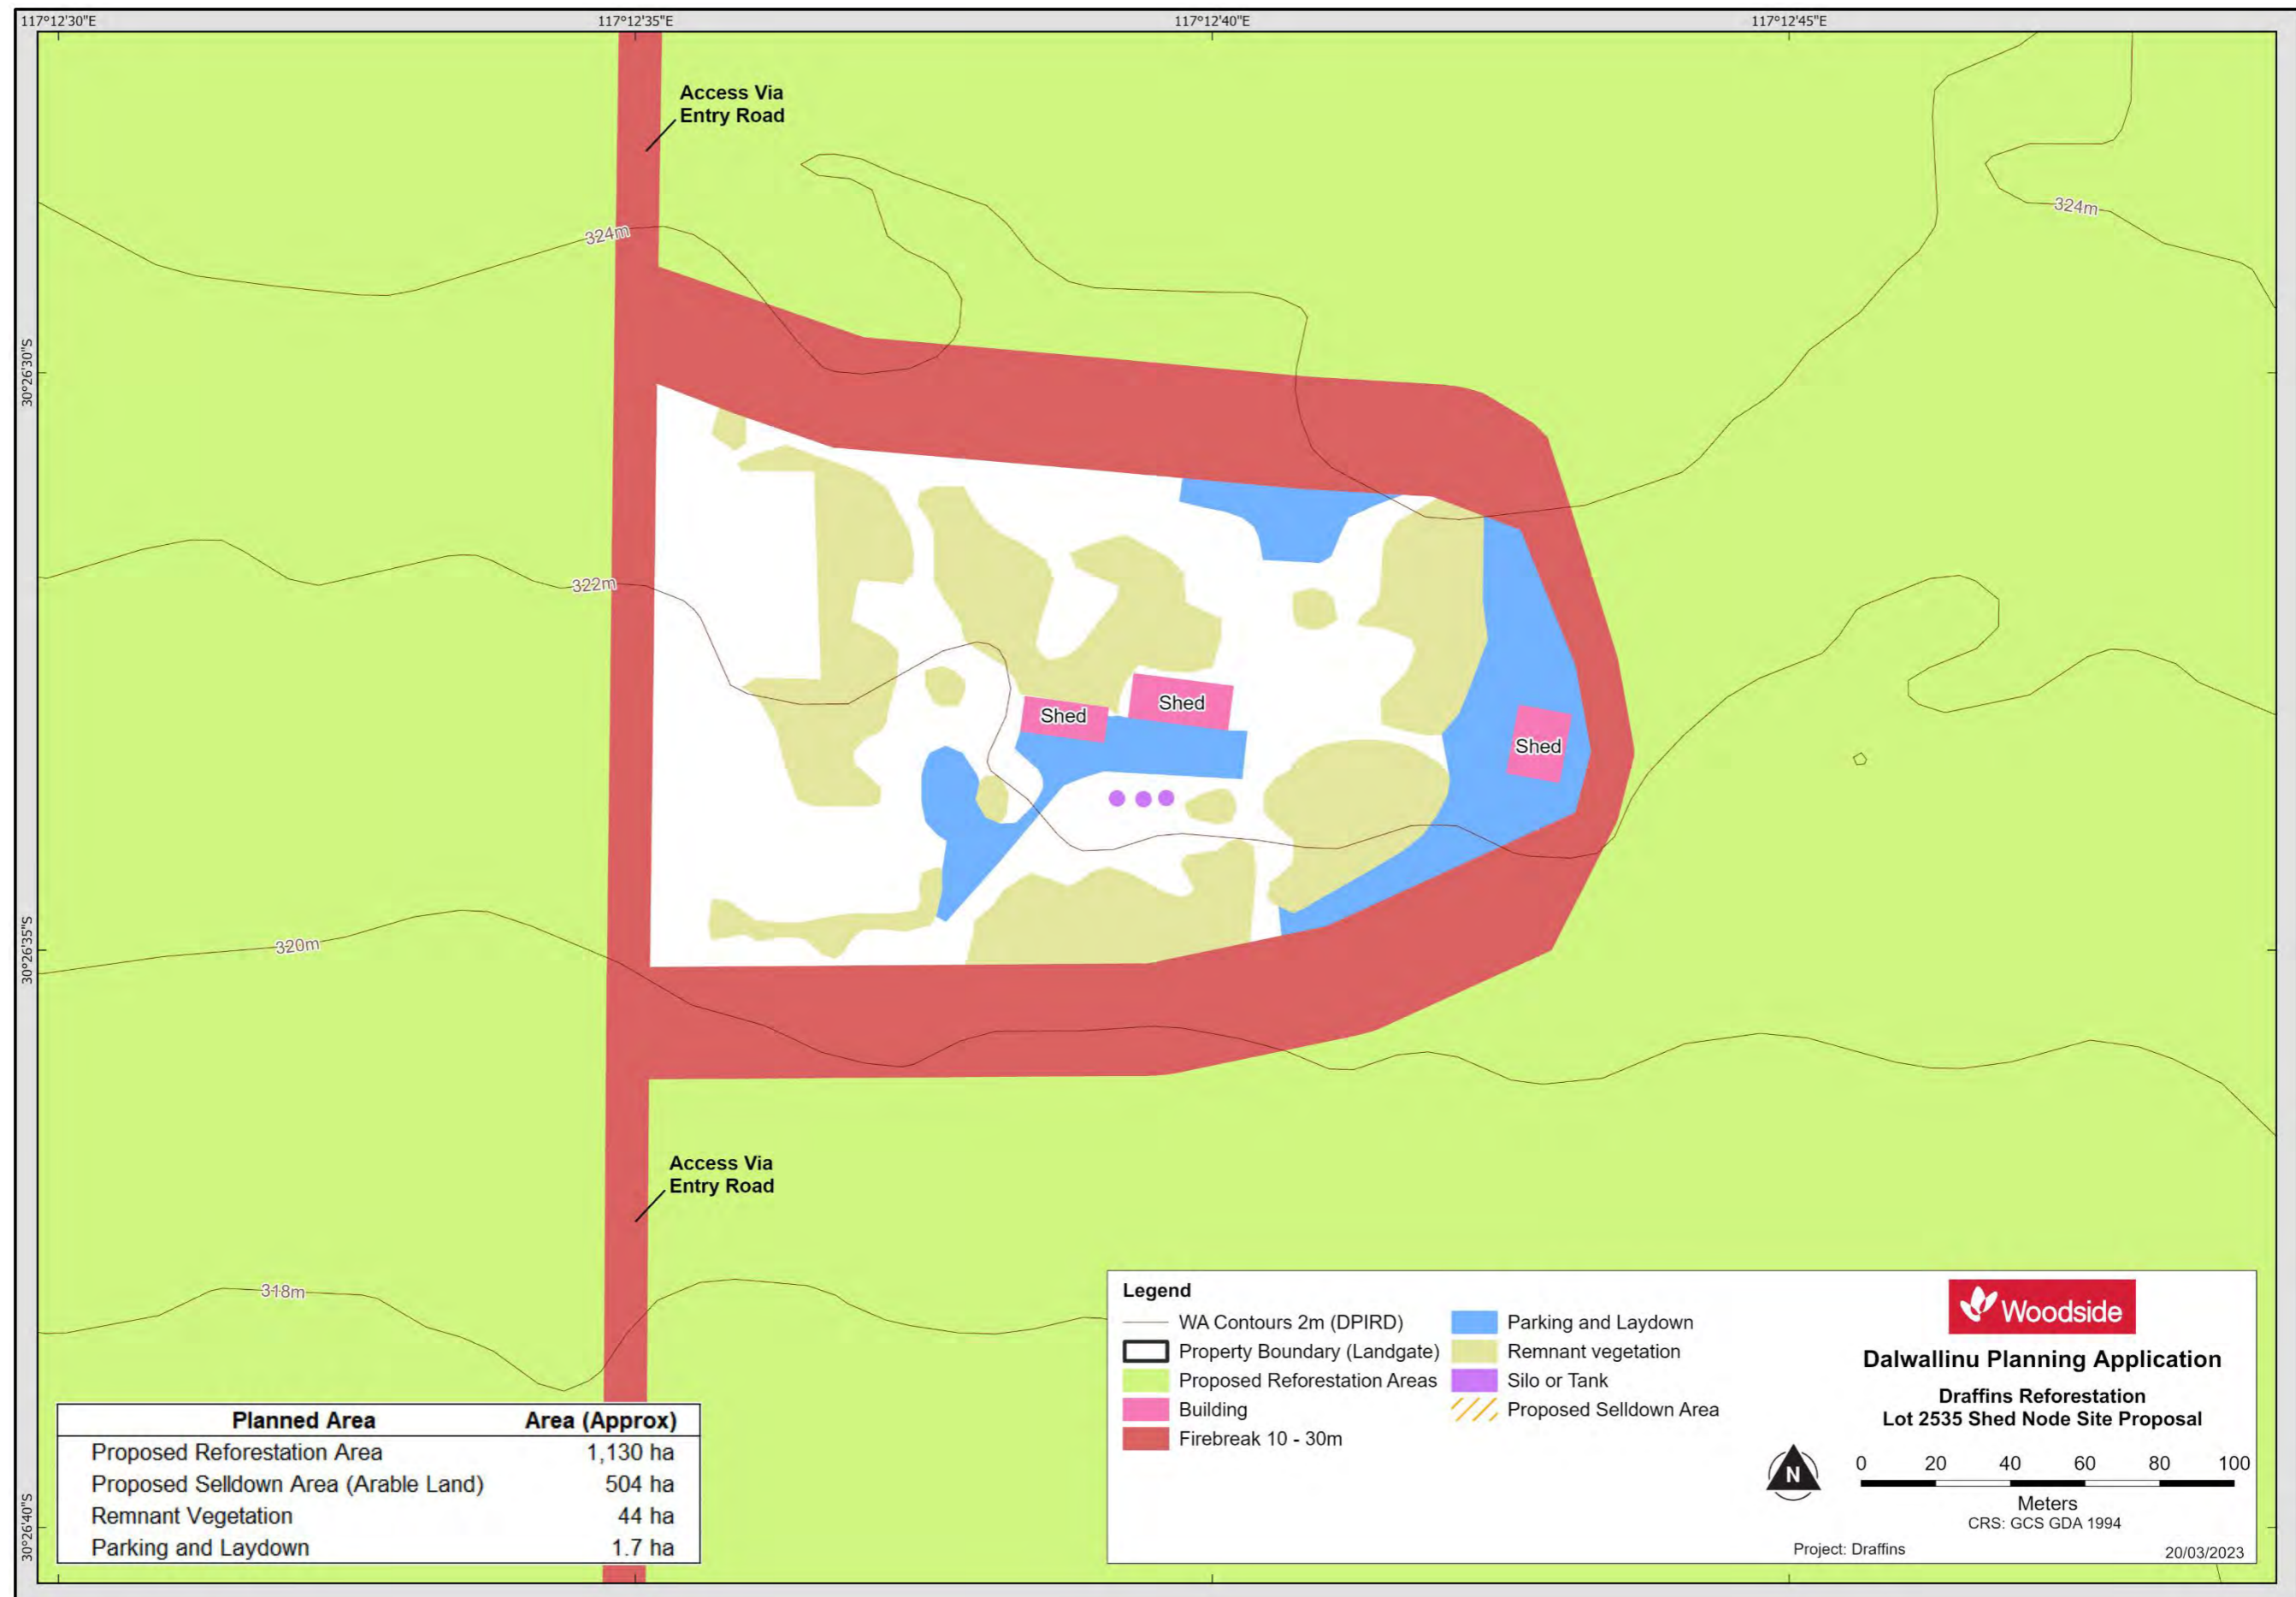 117°12'30"E
117°12'35"E
117°12'40"E
117°12'45"E
Access Via
Entry Road
324m
324m
30°26'30"S
322m
Shed
Shed
Shed
30°26'35"S
320m
Access Via
Entry Road
318m
30°26'40"S
Planned Area Area (Approx)
Proposed Reforestation Area 1,130 ha
Proposed Selldown Area (Arable Land) 504 ha
Remnant Vegetation 44 ha
Parking and Laydown 1.7 ha
Legend
WA Contours 2m (DPIRD)
Property Boundary (Landgate)
Proposed Reforestation Areas
Building
Firebreak 10 - 30m
Parking and Laydown
Remnant vegetation
Silo or Tank
Proposed Selldown Area
Woodside
Dalwallinu Planning Application
Draffins Reforestation
Lot 2535 Shed Node Site Proposal
N
0 20 40 60 80 100
Meters
CRS: GCS GDA 1994
Project: Draffins
20/03/2023